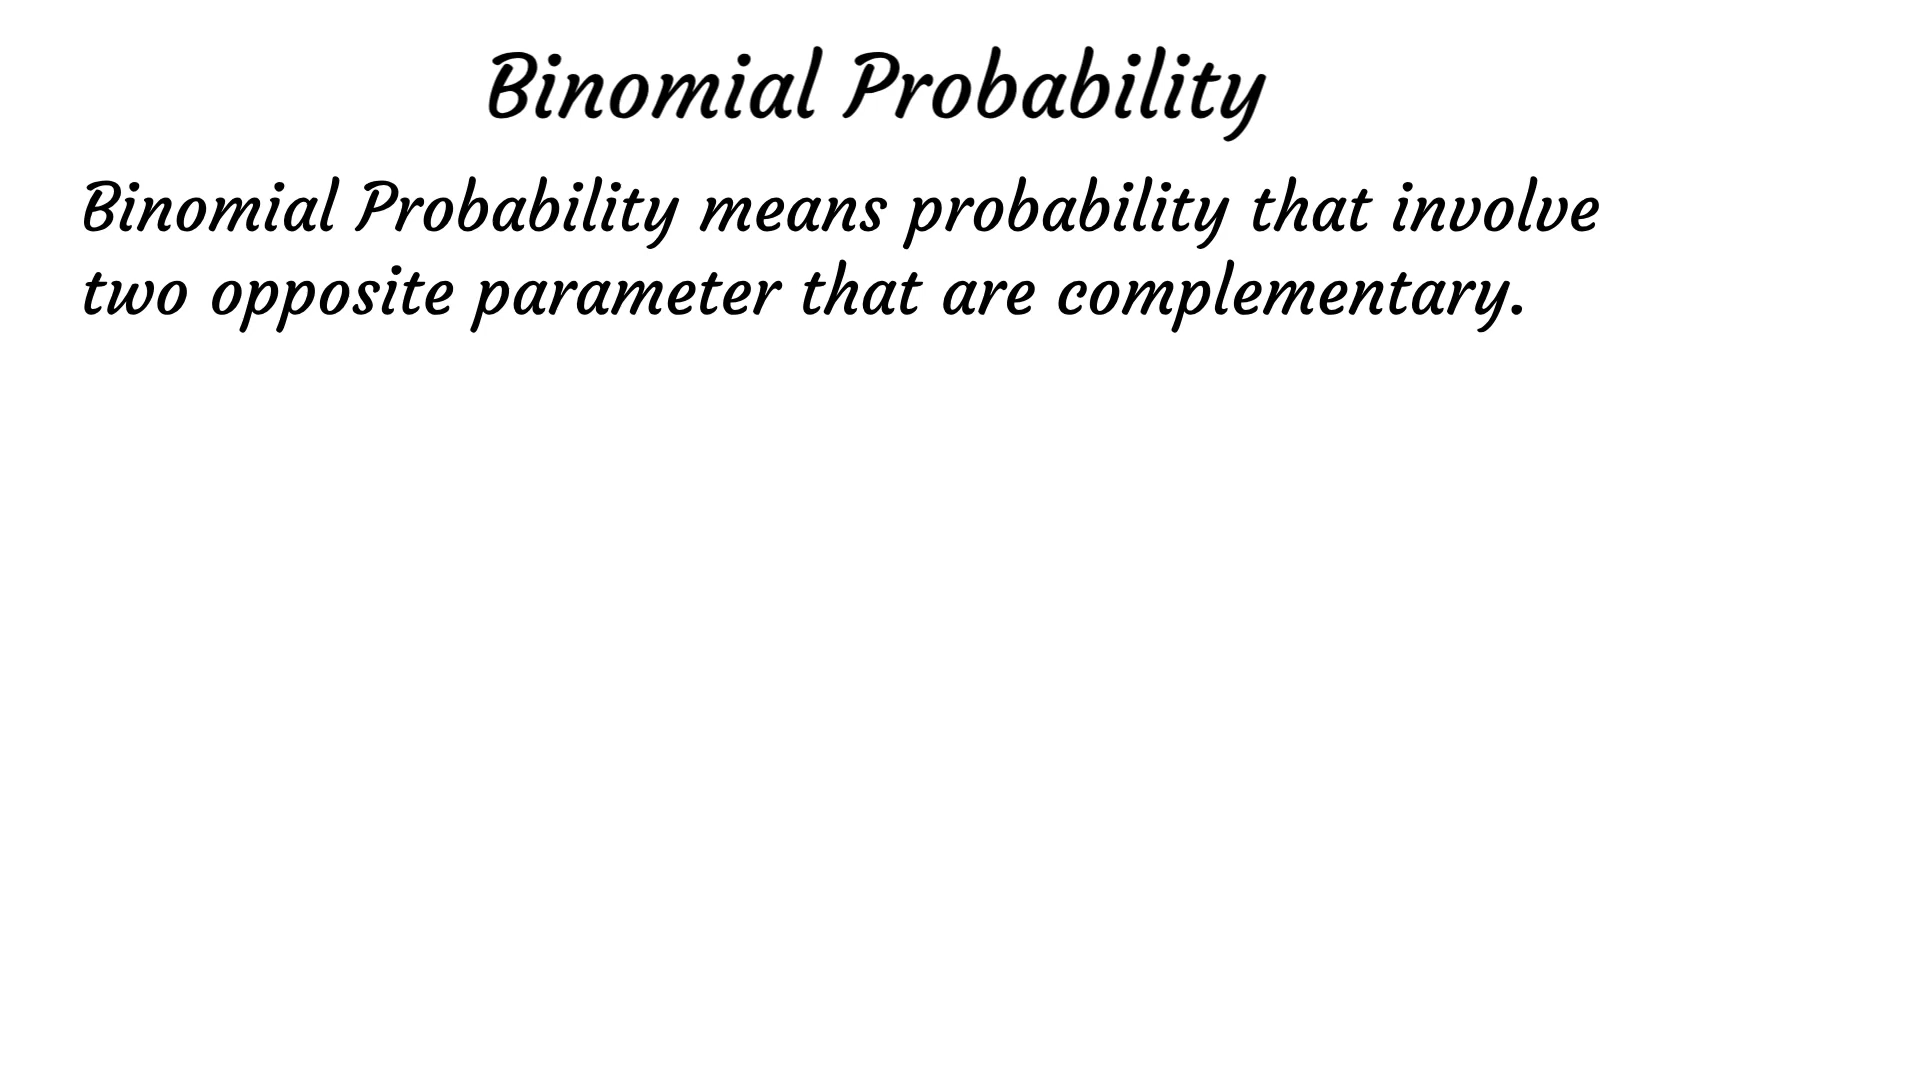 Binomial Probability
Binomial Probability means probability that involve
two opposite parameter that are complementary.